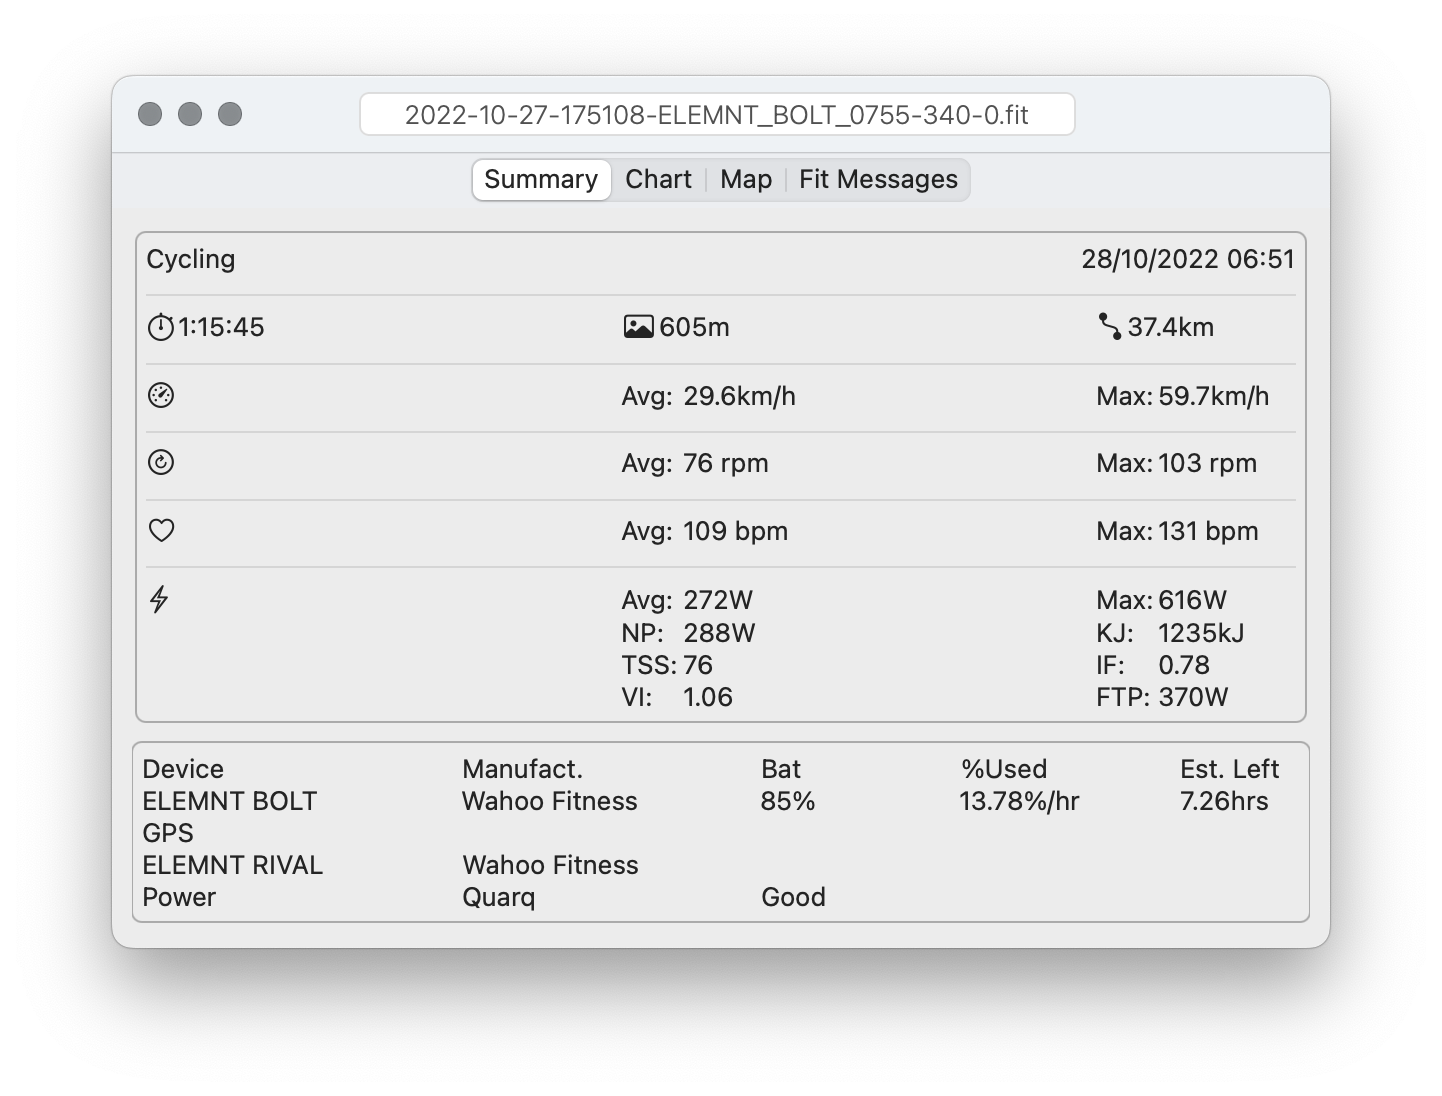 2022-10-27-175108-ELEMNT_BOLT_0755-340-0.fit
Summary Chart Map Fit Messages
Cycling 28/10/2022 06:51
1:15:45 605m 37.4km
Avg: 29.6km/h Max: 59.7km/h
Avg: 76 rpm Max: 103 rpm
Avg: 109 bpm Max: 131 bpm
Avg: 272W Max: 616W
NP: 288W KJ: 1235kJ
TSS: 76 IF: 0.78
VI: 1.06 FTP: 370W
Device Manufact. Bat %Used Est. Left
ELEMNT BOLT Wahoo Fitness 85% 13.78%/hr 7.26hrs
GPS
ELEMNT RIVAL Wahoo Fitness
Power Quarq Good